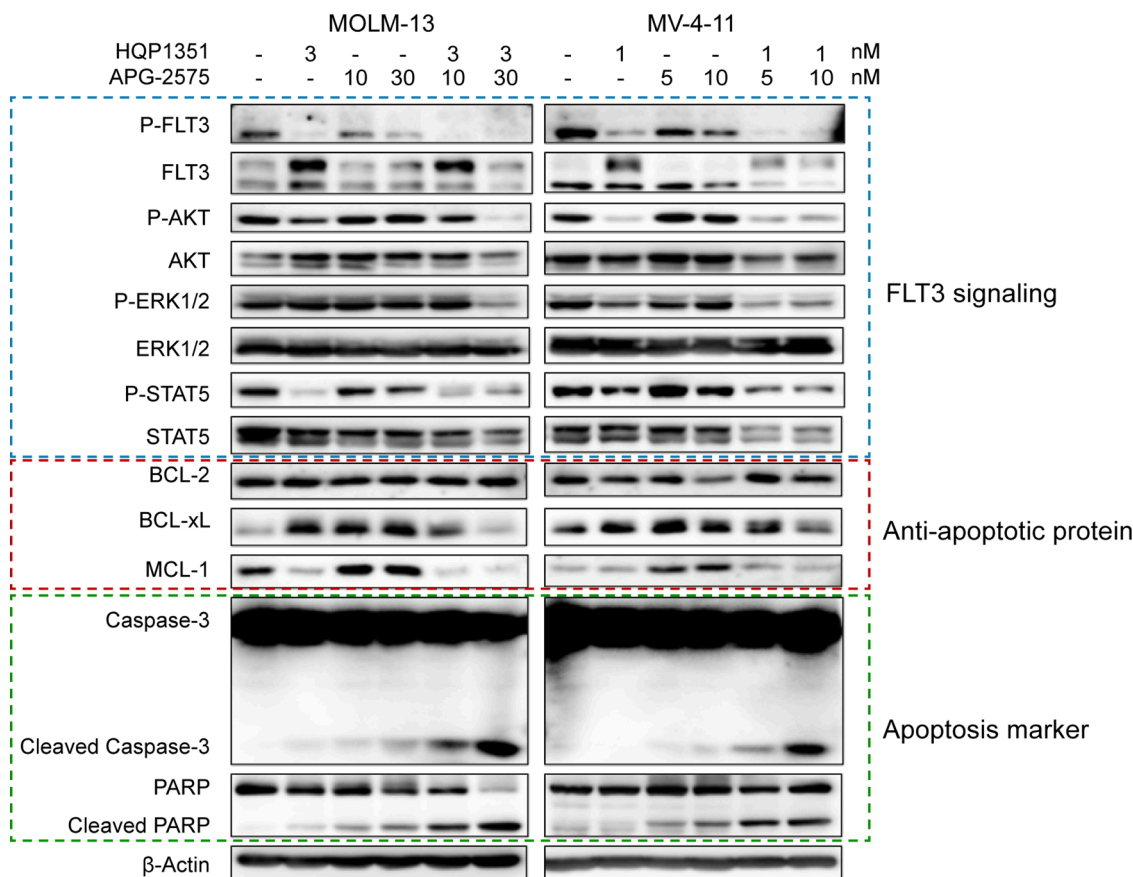 MOLM-13 MV-4-11
HQP1351 - 3 - - 3 3 - 1 - - 1 1 nM
APG-2575 - - 10 30 10 30 - - 5 10 5 10 nM
P-FLT3
FLT3
P-AKT
AKT
P-ERK1/2
FLT3 signaling
ERK1/2
P-STAT5
STAT5
BCL-2
BCL-xL
Anti-apoptotic protein
MCL-1
Caspase-3
Apoptosis marker
Cleaved Caspase-3
PARP
Cleaved PARP
β-Actin